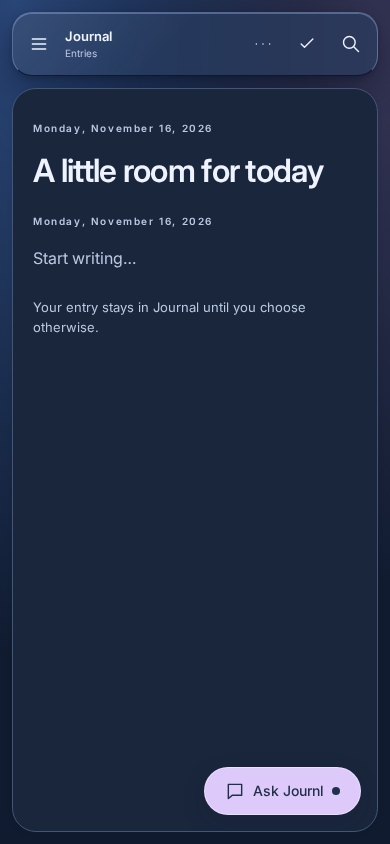 Journal
Entries
Monday, November 16, 2026
A little room for today
Monday, November 16, 2026
Start writing...
Your entry stays in Journal until you choose
otherwise.
Ask Journl